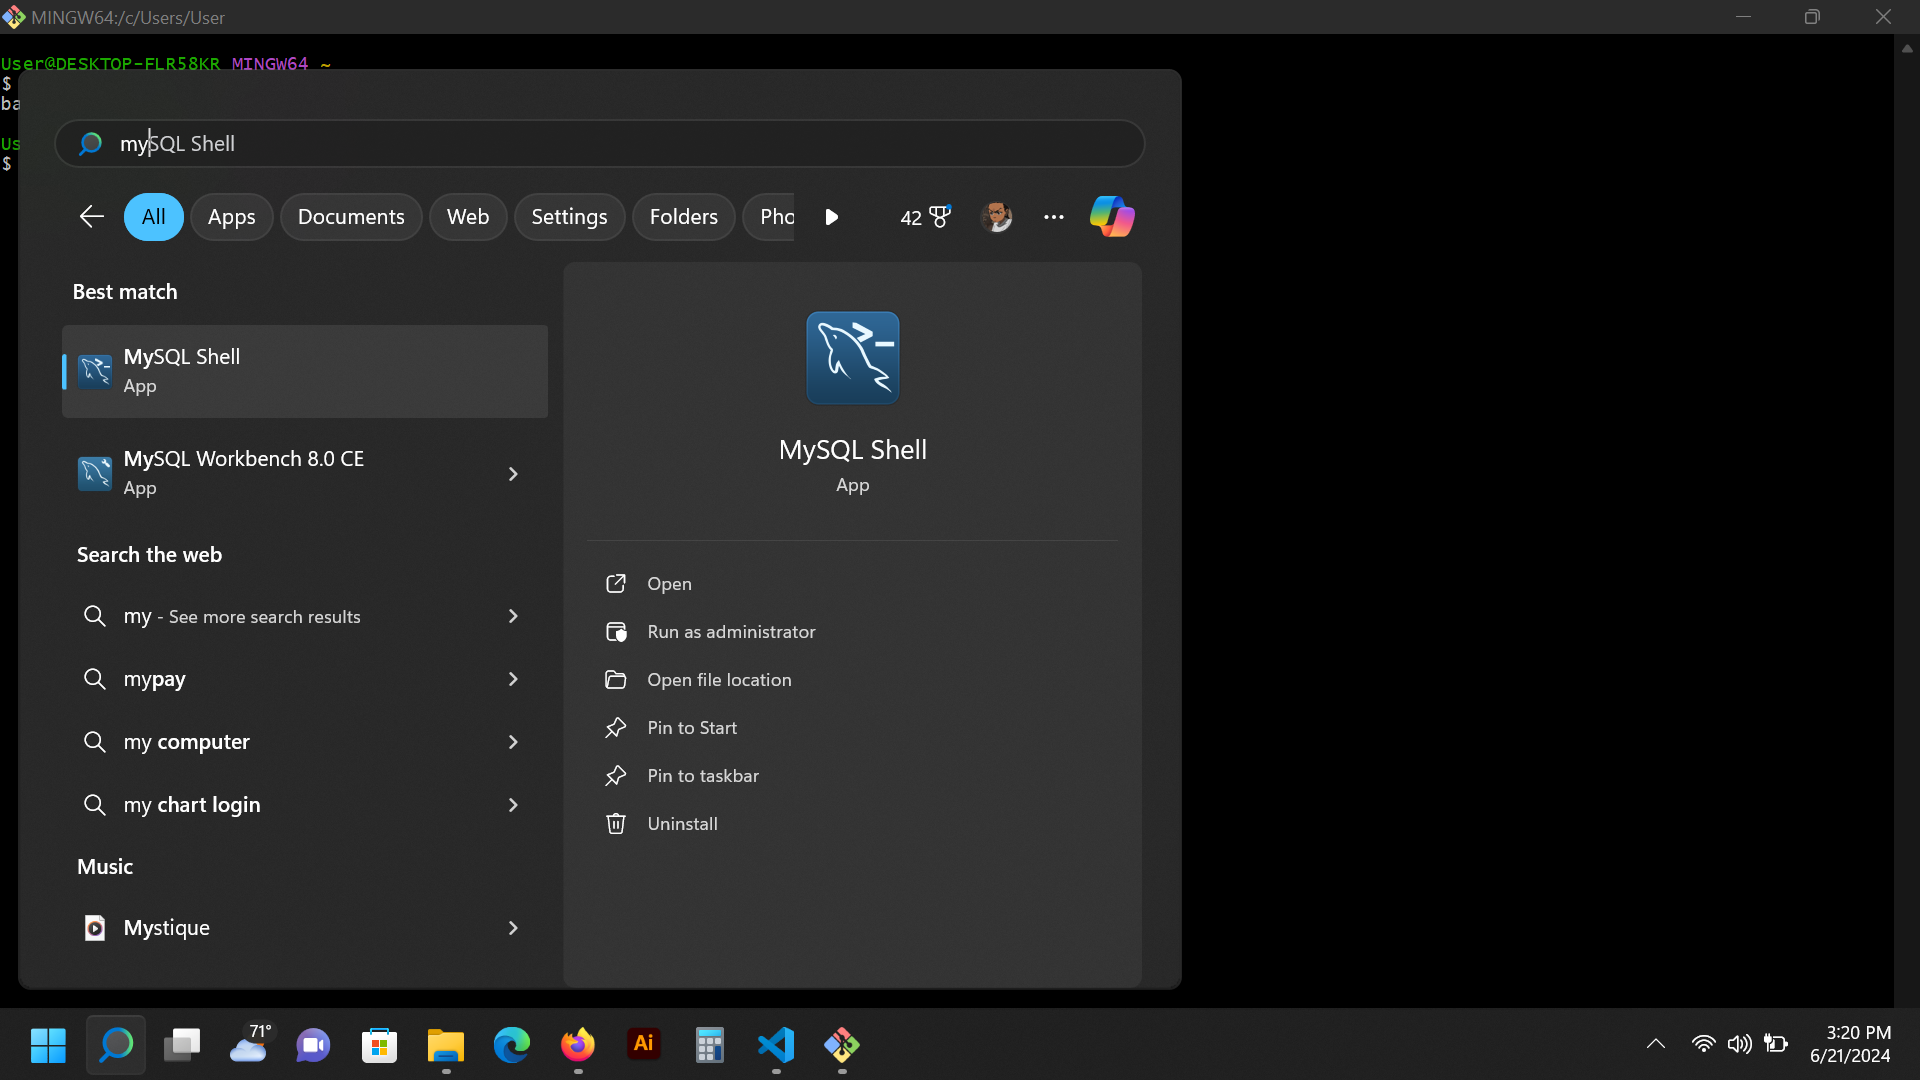 MINGW64:/c/Users/User
User@DESKTOP-FLR58KR MINGW64 ~
$
ba
Us
$
mySQL Shell
All
Apps
Documents
Web
Settings
Folders
Pho
42
Best match
MySQL Shell
App
MySQL Workbench 8.0 CE
App
Search the web
my - See more search results
mypay
my computer
my chart login
Music
Mystique
MySQL Shell
App
Open
Run as administrator
Open file location
Pin to Start
Pin to taskbar
Uninstall
71°
Ai
3:20 PM
6/21/2024